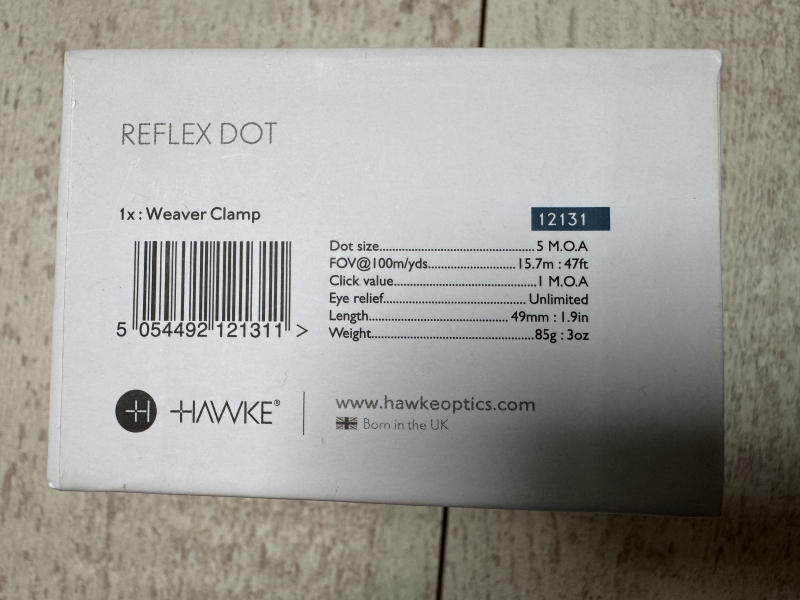 REFLEX DOT
1x : Weaver Clamp
12131
Dot size..........................................5 M.O.A
FOV@100m/yds........................15.7m : 47ft
Click value.......................................1 M.O.A
Eye relief....................................Unlimited
Length....................................49mm : 1.9in
Weight..........................................85g : 3oz
5 054492 121311 >
HAWKE®
www.hawkeoptics.com
Born in the UK